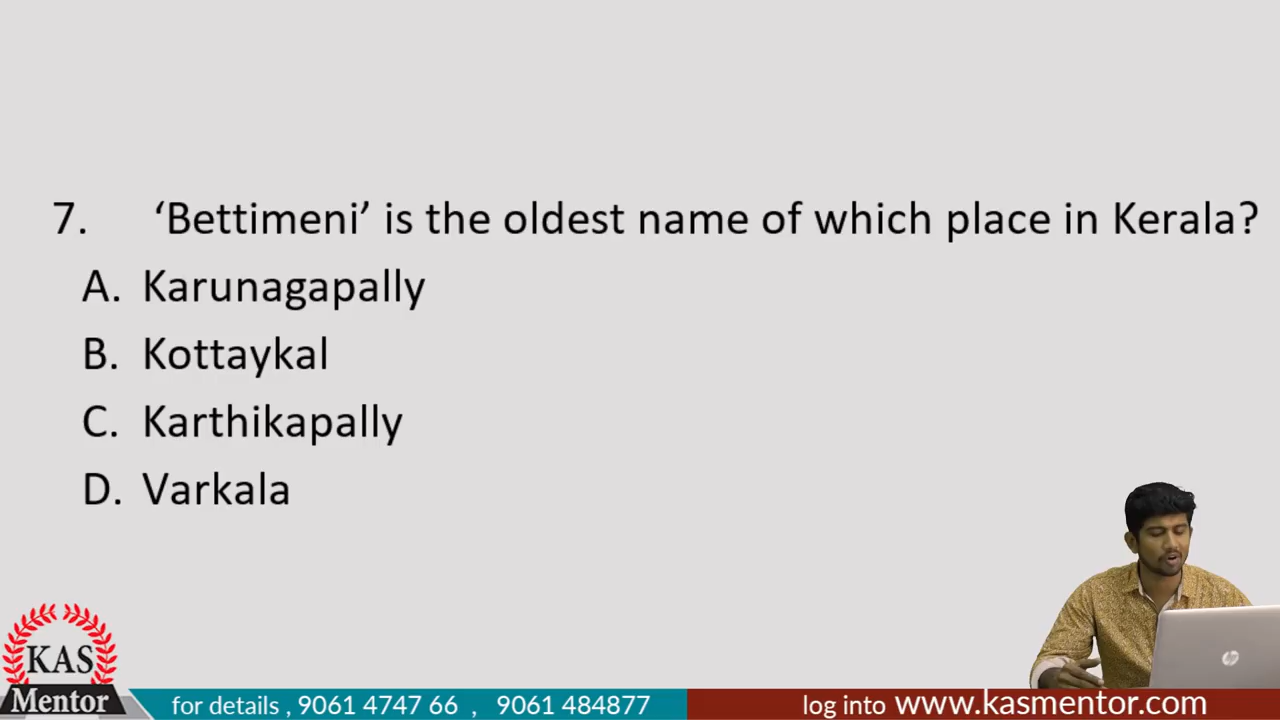 7. ‘Bettimeni’ is the oldest name of which place in Kerala?
A. Karunagapally
B. Kottaykal
C. Karthikapally
D. Varkala
KAS
Mentor
for details , 9061 4747 66 , 9061 484877
log into www.kasmentor.com
hp